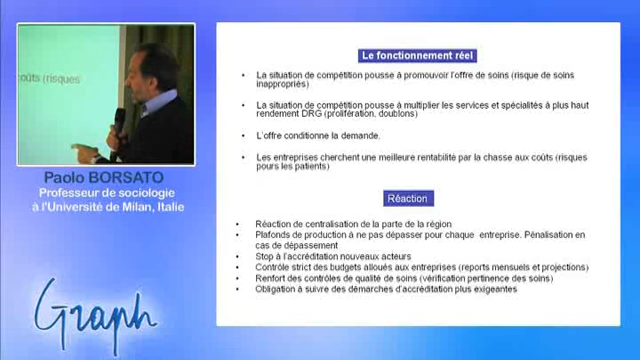 coûts (risques
Paolo BORSATO
Professeur de sociologie
à l'Université de Milan, Italie
Graph
Le fonctionnement réel
• La situation de compétition pousse à promouvoir l'offre de soins (risque de soins
inappropriés)
• La situation de compétition pousse à multiplier les services et spécialités à plus haut
rendement DRG (prolifération, doublons)
• L'offre conditionne la demande.
• Les entreprises cherchent une meilleure rentabilité par la chasse aux coûts (risques
pours les patients)
Réaction
• Réaction de centralisation de la parte de la région
• Plafonds de production à ne pas dépasser pour chaque entreprise. Pénalisation en
cas de dépassement
• Stop à l'accréditation nouveaux acteurs
• Contrôle strict des budgets alloués aux entreprises (reports mensuels et projections)
• Renfort des contrôles de qualité de soins (vérification pertinence des soins)
• Obligation à suivre des démarches d'accréditation plus exigeantes